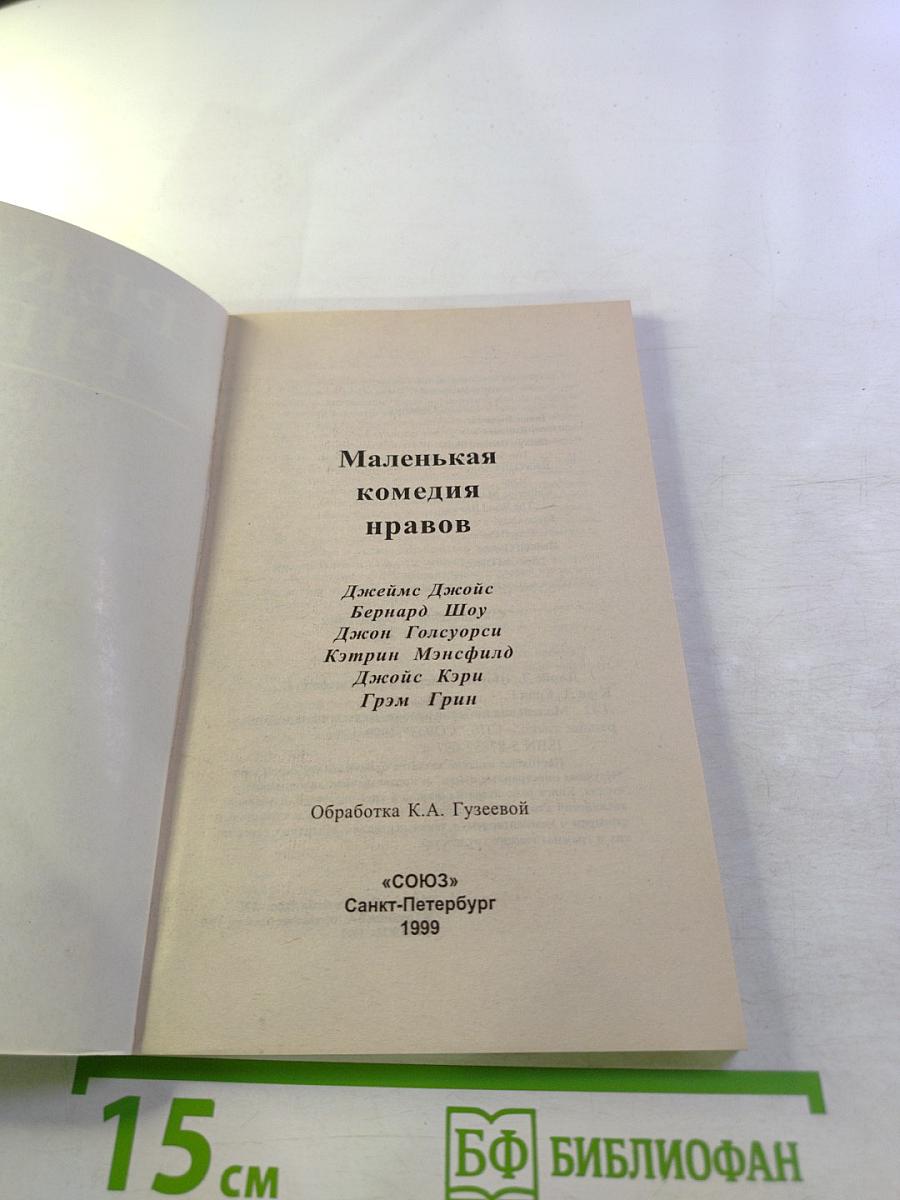 Маленькая
комедия
нравов
Джеймс Джойс
Бернард Шоу
Джон Голсуорси
Кэтрин Мэнсфилд
Джойс Кэри
Грэм Грин
Обработка К.А. Гузеевой
«СОЮЗ»
Санкт-Петербург
1999
15 см
БФ БИБЛИОФАН